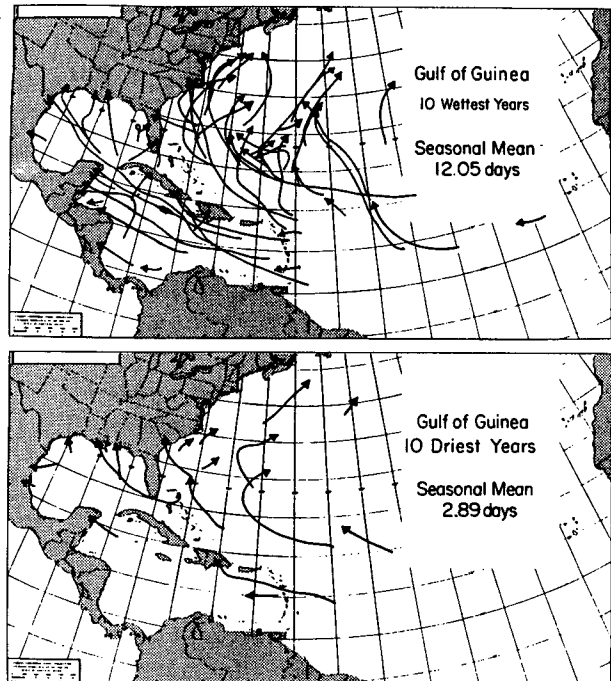 Gulf of Guinea
10 Wettest Years
Seasonal Mean
12.05 days
Gulf of Guinea
10 Driest Years
Seasonal Mean
2.89 days